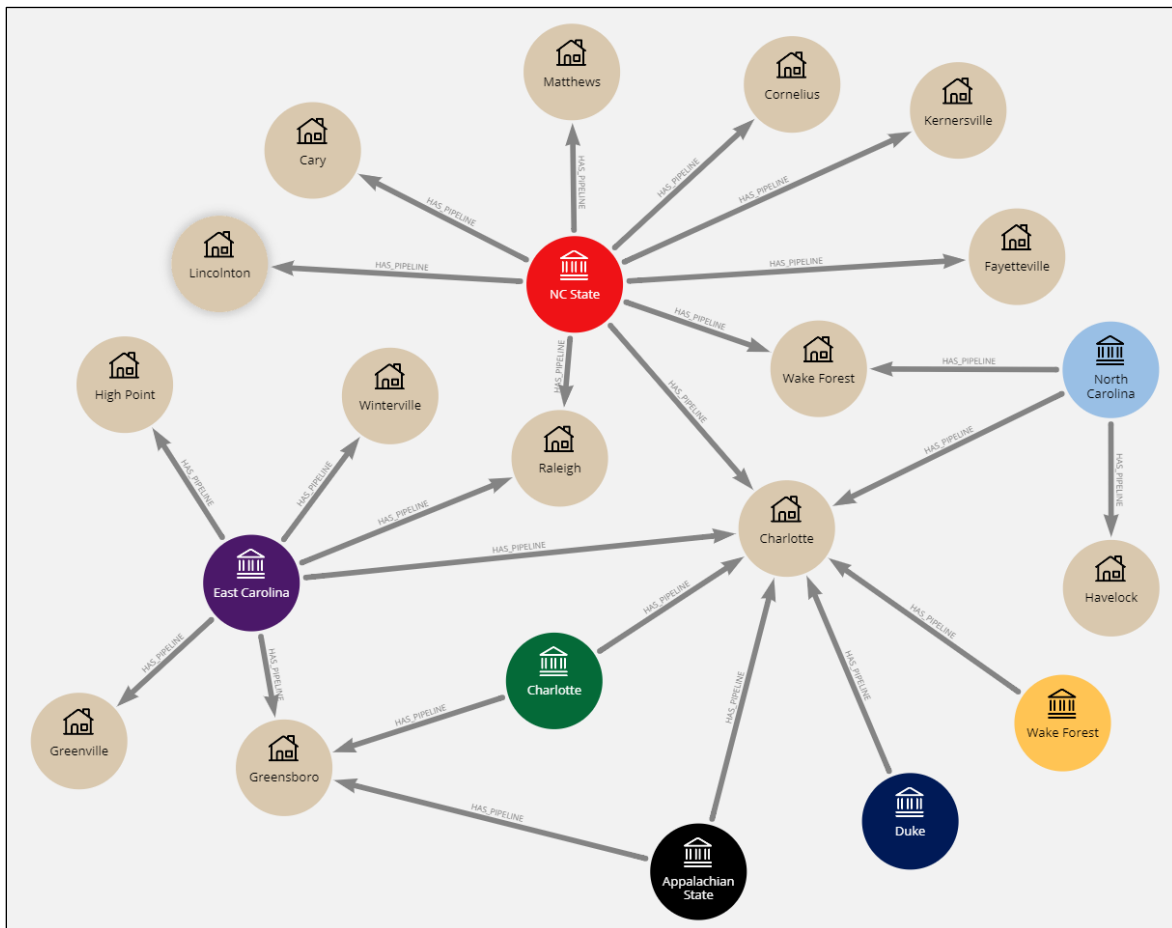 Matthews
Cornelius
Kernersville
Cary
HAS_PIPELINE
HAS_PIPELINE
HAS_PIPELINE
HAS_PIPELINE
Lincolnton
HAS_PIPELINE
HAS_PIPELINE
Fayetteville
NC State
HAS_PIPELINE
HAS_PIPELINE
Wake Forest
HAS_PIPELINE
North
Carolina
High Point
Winterville
HAS_PIPELINE
HAS_PIPELINE
HAS_PIPELINE
Raleigh
HAS_PIPELINE
HAS_PIPELINE
HAS_PIPELINE
HAS_PIPELINE
Charlotte
HAS_PIPELINE
East Carolina
HAS_PIPELINE
Havelock
HAS_PIPELINE
HAS_PIPELINE
HAS_PIPELINE
HAS_PIPELINE
HAS_PIPELINE
Charlotte
HAS_PIPELINE
Wake Forest
Greenville
Greensboro
HAS_PIPELINE
HAS_PIPELINE
Duke
Appalachian
State